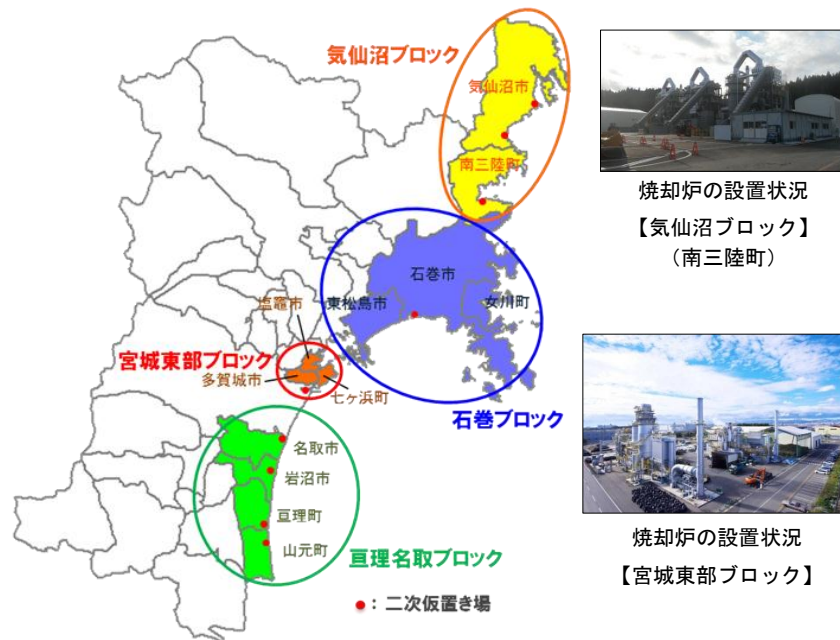 気仙沼ブロック
気仙沼市
南三陸町
石巻市
東松島市
女川町
塩竈市
宮城東部ブロック
多賀城市
七ヶ浜町
石巻ブロック
名取市
岩沼市
亘理町
山元町
亘理名取ブロック
●：二次仮置き場
焼却炉の設置状況
【気仙沼ブロック】
（南三陸町）
焼却炉の設置状況
【宮城東部ブロック】